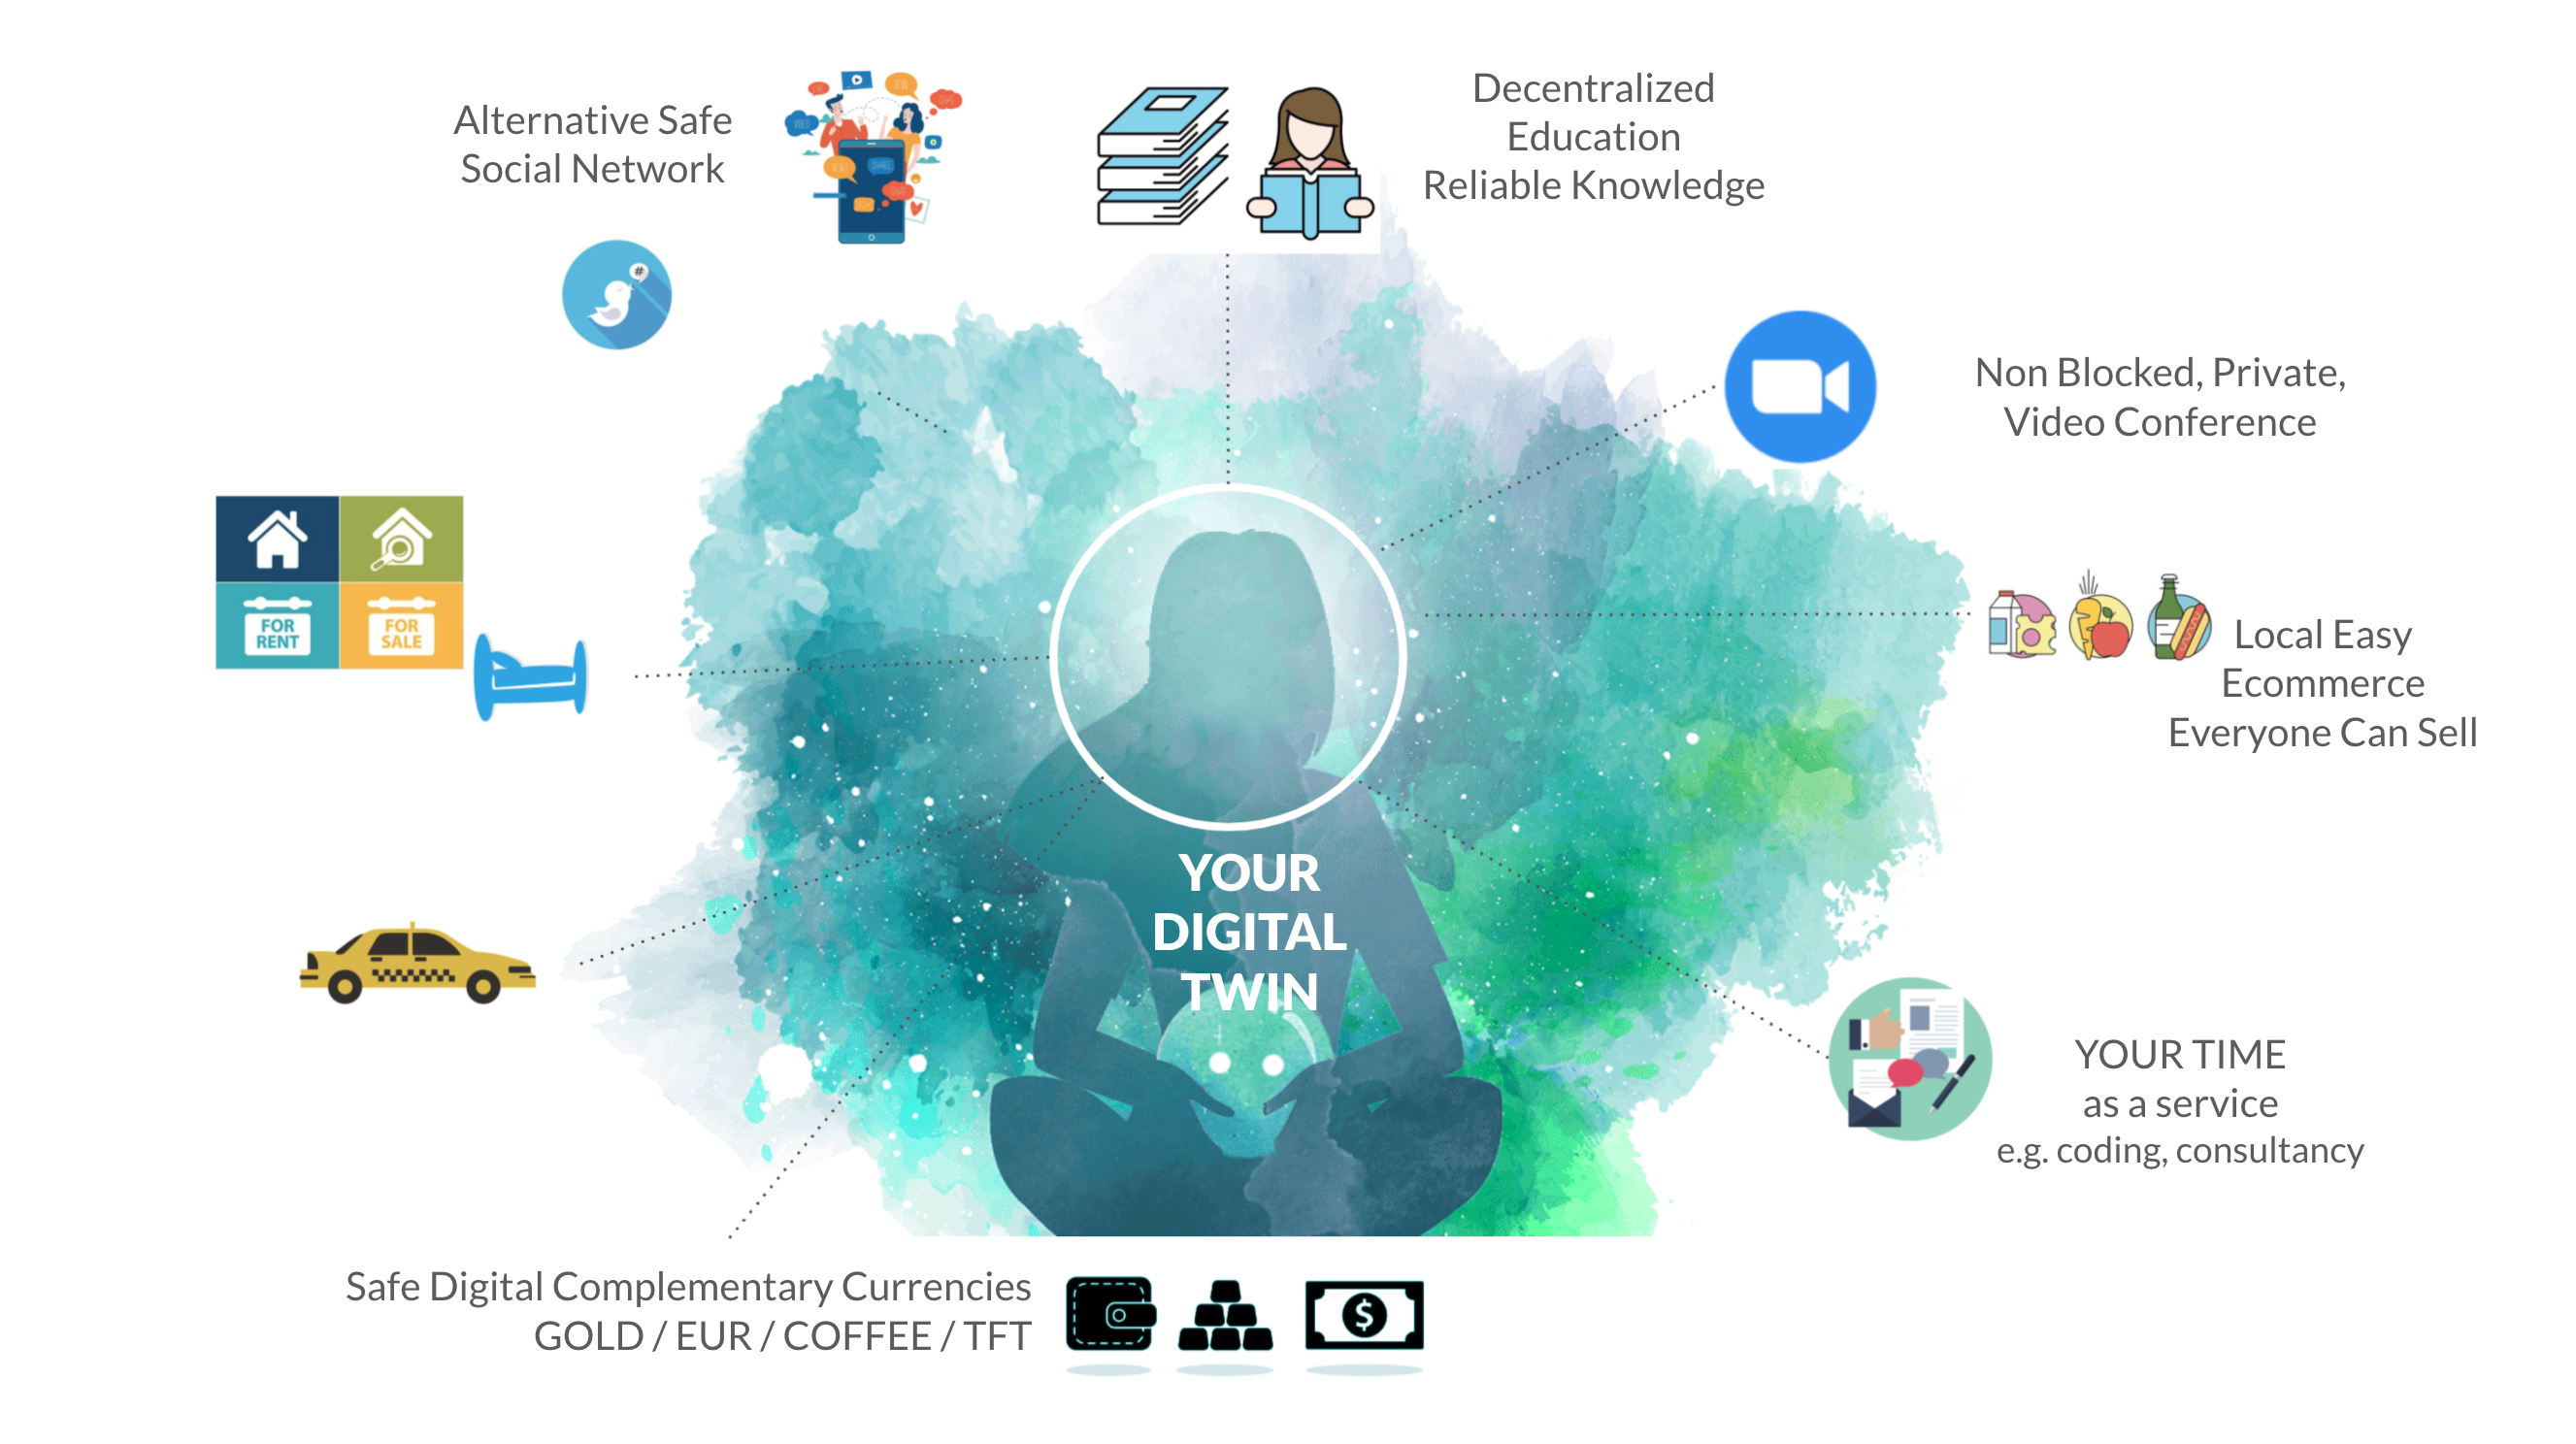 Alternative Safe
Social Network
Decentralized
Education
Reliable Knowledge
#
Non Blocked, Private,
Video Conference
FOR
RENT
FOR
SALE
Local Easy
Ecommerce
Everyone Can Sell
YOUR
DIGITAL
TWIN
YOUR TIME
as a service
e.g. coding, consultancy
Safe Digital Complementary Currencies
GOLD / EUR / COFFEE / TFT
$